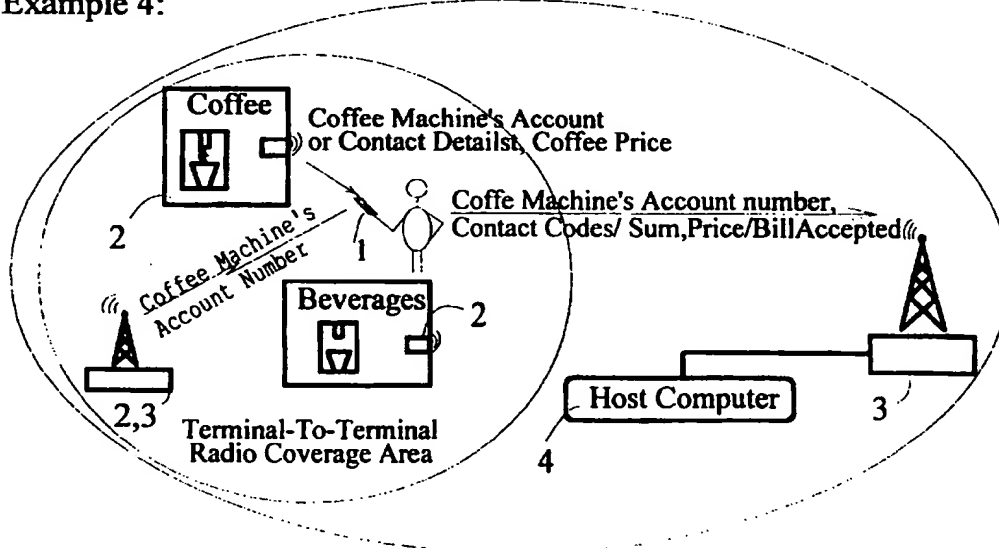 Example 4:
Coffee
Coffee Machine's Account
or Contact Detailst, Coffee Price
2
1
Coffe Machine's Account number,
Contact Codes/ Sum,Price/BillAccepted
Coffee Machine's
Account Number
Beverages
2
2,3
Terminal-To-Terminal
Radio Coverage Area
Host Computer
4
3